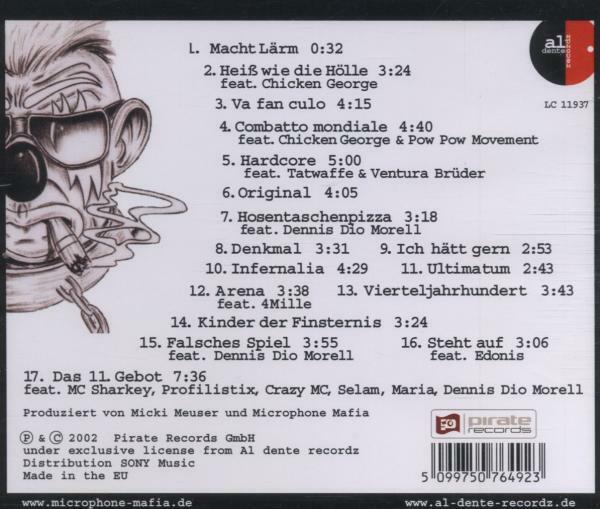 1. Macht Lärm 0:32
al
dente
recordz
2. Heiß wie die Hölle 3:24
feat. Chicken George
3. Va fan culo 4:15
LC 11937
4. Combatto mondiale 4:40
feat. Chicken George & Pow Pow Movement
5. Hardcore 5:00
feat. Tatwaffe & Ventura Brüder
6. Original 4:05
7. Hosentaschenpizza 3:18
feat. Dennis Dio Morell
8. Denkmal 3:31 9. Ich hätt gern 2:53
10. Infernalia 4:29 11. Ultimatum 2:43
12. Arena 3:38 13. Vierteljahrhundert 3:43
feat. 4Mille
14. Kinder der Finsternis 3:24
15. Falsches Spiel 3:55 16. Steht auf 3:06
feat. Dennis Dio Morell feat. Edonis
17. Das 11. Gebot 7:36
feat. MC Sharkey, Profilistix, Crazy MC, Selam, Maria, Dennis Dio Morell
Produziert von Micki Meuser und Microphone Mafia
pirate
records
Ⓟ & © 2002 Pirate Records GmbH
under exclusive license from Al dente recordz
Distribution SONY Music
Made in the EU
5 099750 764923
www.microphone-mafia.de www.al-dente-recordz.de